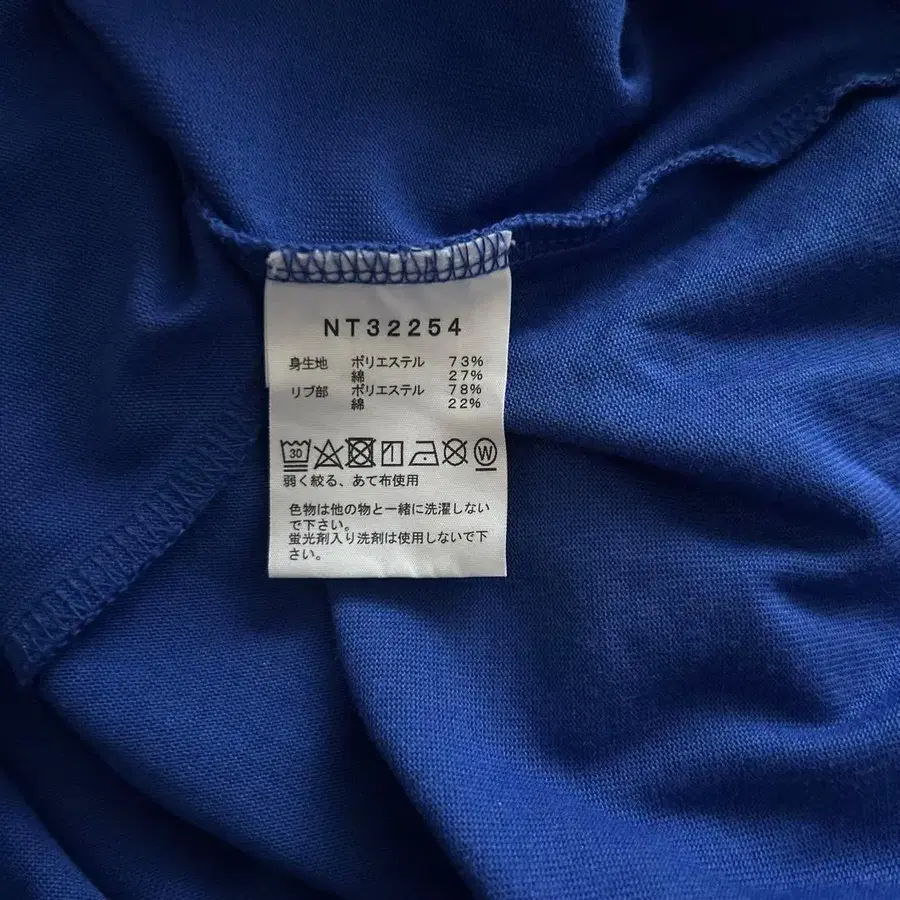 NT32254
身生地 ポリエステル 73%
綿 27%
リブ部 ポリエステル 78%
綿 22%
30 W
弱く絞る、あて布使用
色物は他の物と一緒に洗濯しない
で下さい。
蛍光剤入り洗剤は使用しないで下
さい。